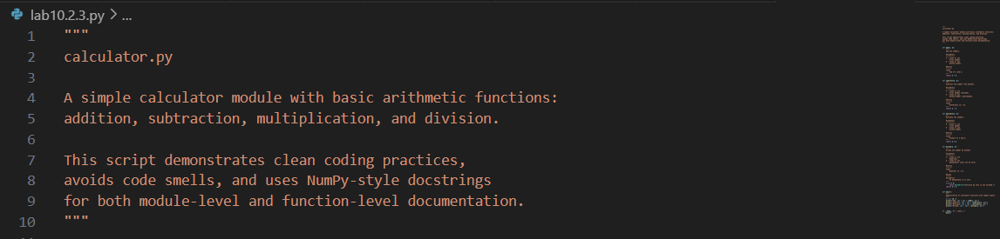 lab10.2.3.py > ...
1 """
2 calculator.py
3
4 A simple calculator module with basic arithmetic functions:
5 addition, subtraction, multiplication, and division.
6
7 This script demonstrates clean coding practices,
8 avoids code smells, and uses NumPy-style docstrings
9 for both module-level and function-level documentation.
10 """